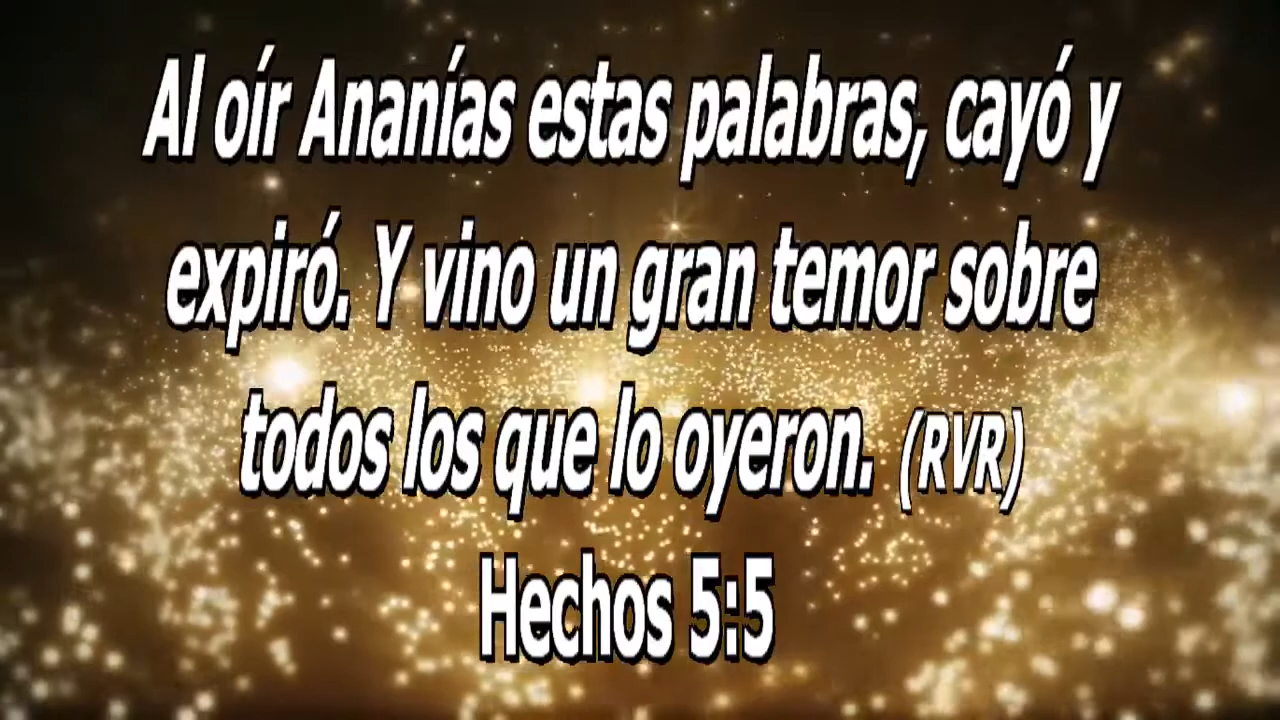 Al oír Ananías estas palabras, cayó y
expiró. Y vino un gran temor sobre
todos los que lo oyeron. (RVR)
Hechos 5:5